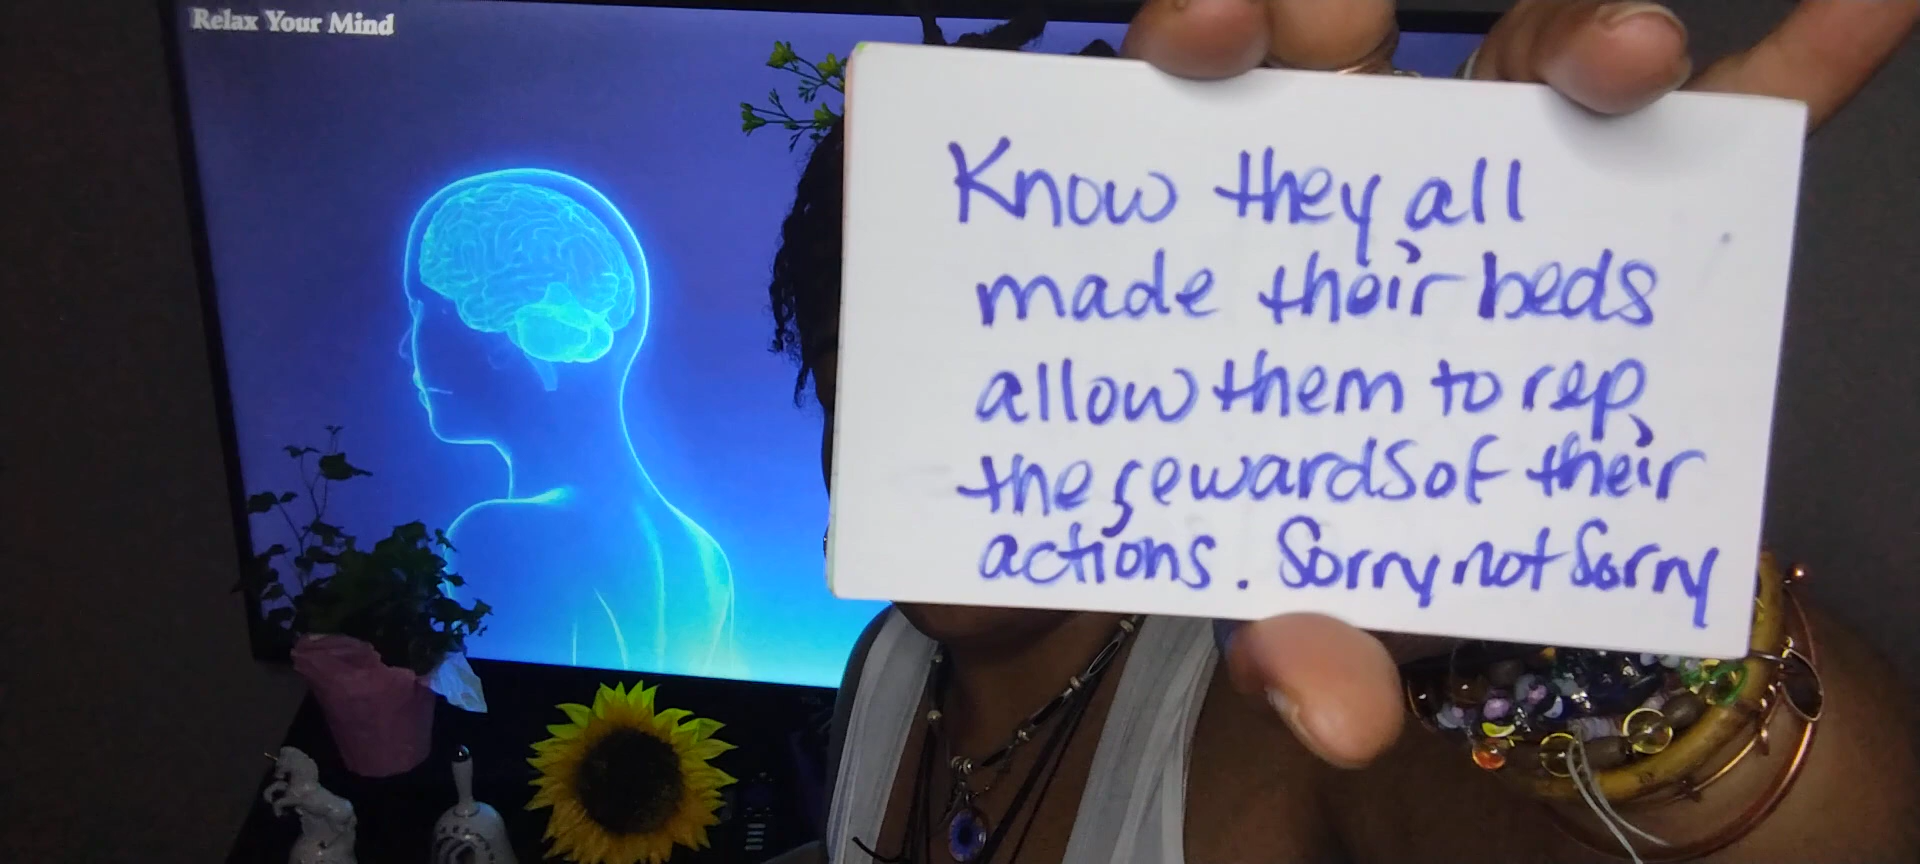 Relax Your Mind
Know they all
made their beds
allow them to rep
the rewards of their
actions. Sorry not Sorry